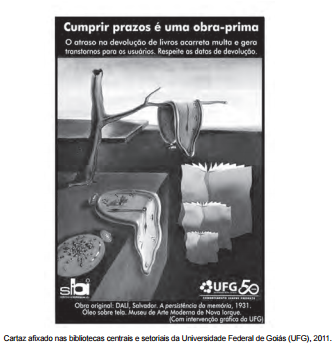 Cumprir prazos é uma obra-prima
O atraso na devolução de livros acarreta multa e gera
transtornos para os usuários. Respeite as datas de devolução.
sibi
UFG 50
Obra original: DALI, Salvador. A persistência da memória, 1931.
Óleo sobre tela. Museu de Arte Moderna de Nova Iorque.
(Com intervenção gráfica da UFG)
Cartaz afixado nas bibliotecas centrais e setoriais da Universidade Federal de Goiás (UFG), 2011.